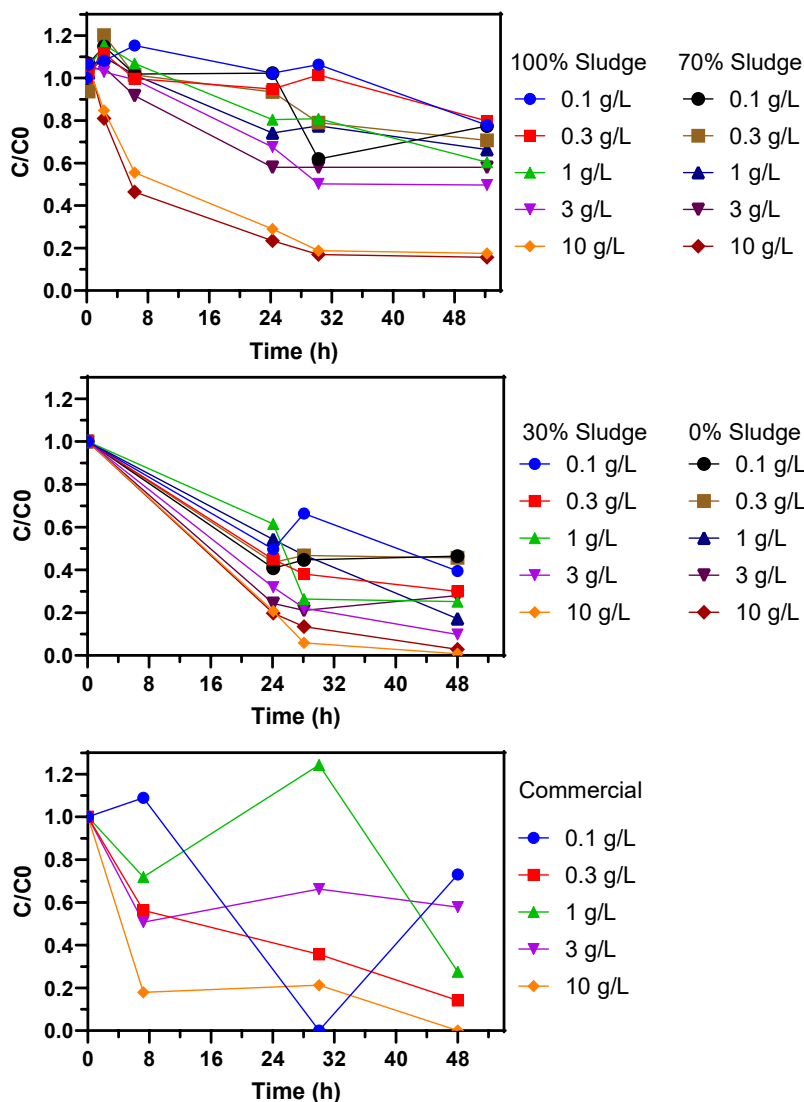 1.2
1.0
0.8
0.6
0.4
0.2
0.0
C/C0
0 8 16 24 32 40 48
Time (h)
100% Sludge 70% Sludge
0.1 g/L 0.1 g/L
0.3 g/L 0.3 g/L
1 g/L 1 g/L
3 g/L 3 g/L
10 g/L 10 g/L
1.2
1.0
0.8
0.6
0.4
0.2
0.0
C/C0
0 8 16 24 32 40 48
Time (h)
30% Sludge 0% Sludge
0.1 g/L 0.1 g/L
0.3 g/L 0.3 g/L
1 g/L 1 g/L
3 g/L 3 g/L
10 g/L 10 g/L
1.2
1.0
0.8
0.6
0.4
0.2
0.0
C/C0
0 8 16 24 32 40 48
Time (h)
Commercial
0.1 g/L
0.3 g/L
1 g/L
3 g/L
10 g/L